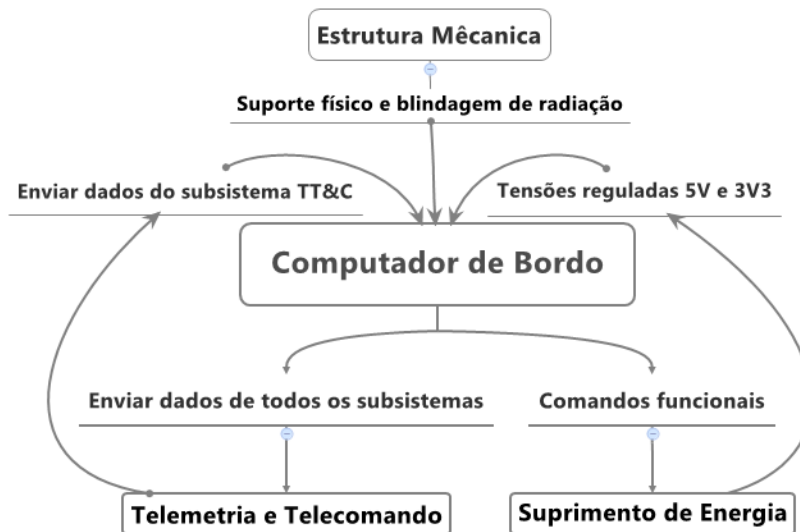 Estrutura Mêcanica
Suporte físico e blindagem de radiação
Enviar dados do subsistema TT&C
Tensões reguladas 5V e 3V3
Computador de Bordo
Enviar dados de todos os subsistemas
Comandos funcionais
Telemetria e Telecomando
Suprimento de Energia